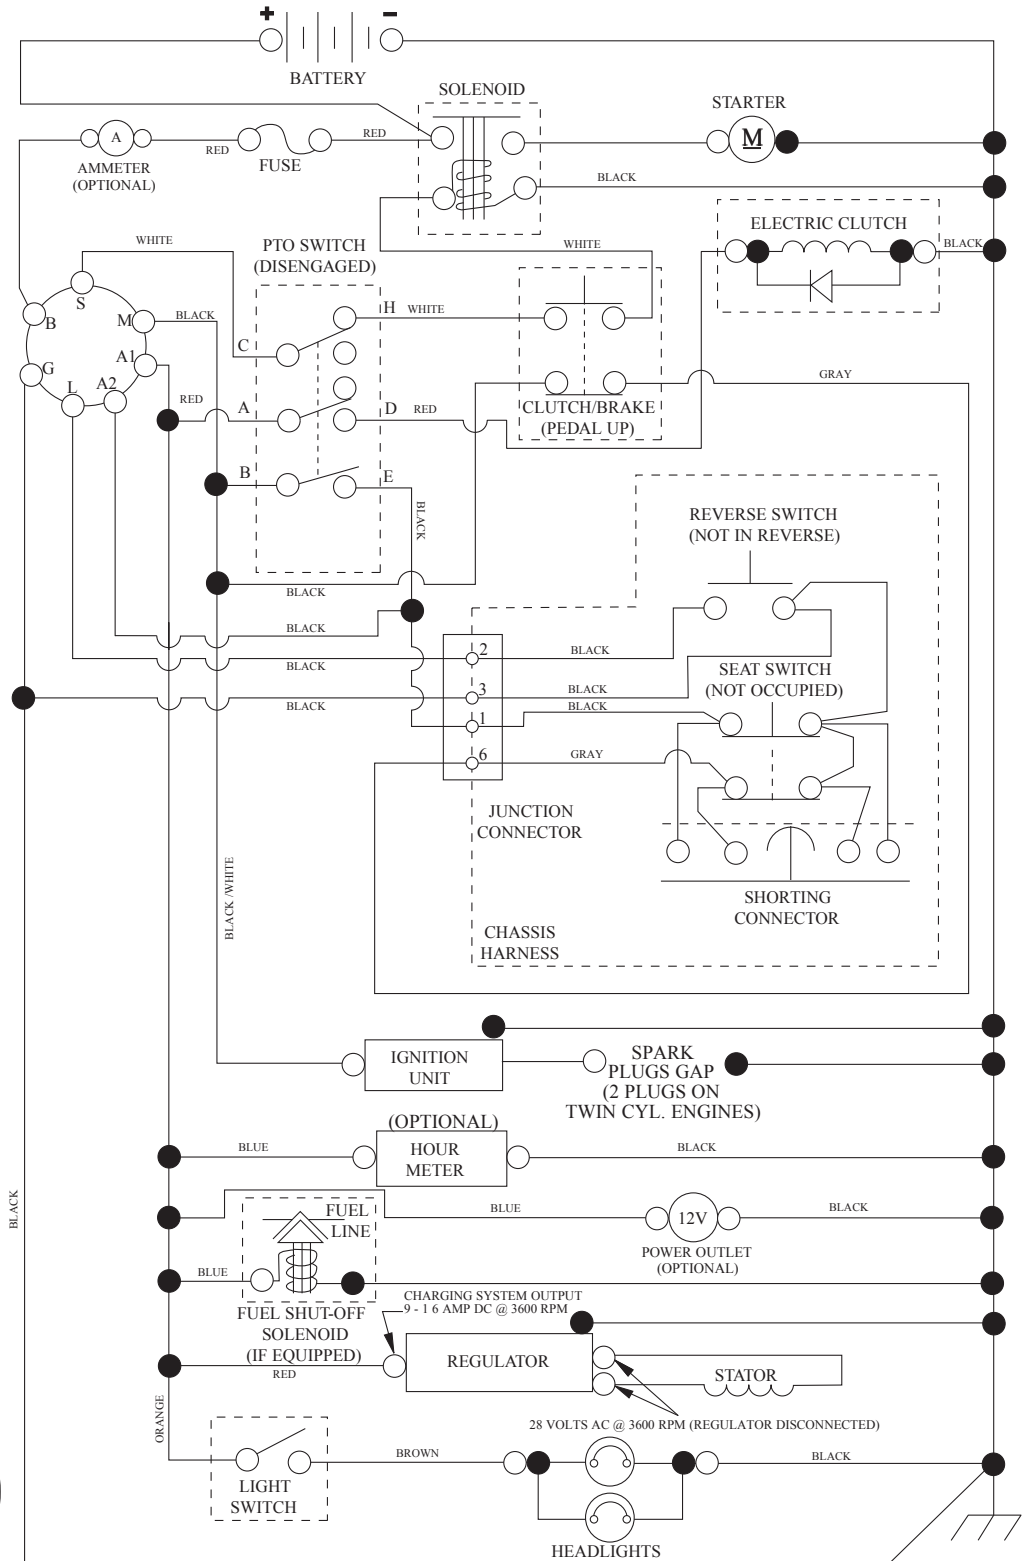 + −
BATTERY
SOLENOID
STARTER
A
RED
FUSE
RED
M
AMMETER
(OPTIONAL)
BLACK
ELECTRIC CLUTCH
BLACK
WHITE
PTO SWITCH
(DISENGAGED)
WHITE
S
B
M
BLACK
H
WHITE
C
A1
G
L
A2
GRAY
RED
A
D
RED
CLUTCH/BRAKE
(PEDAL UP)
B
E
BLACK
REVERSE SWITCH
(NOT IN REVERSE)
BLACK
BLACK
BLACK
2
BLACK
SEAT SWITCH
(NOT OCCUPIED)
3
BLACK
BLACK
BLACK
1
6
GRAY
JUNCTION
CONNECTOR
BLACK /WHITE
SHORTING
CONNECTOR
CHASSIS
HARNESS
IGNITION
UNIT
SPARK
PLUGS GAP
(2 PLUGS ON
TWIN CYL. ENGINES)
(OPTIONAL)
BLUE
HOUR
METER
BLACK
BLACK
FUEL
LINE
BLUE
12V
BLACK
POWER OUTLET
(OPTIONAL)
BLUE
CHARGING SYSTEM OUTPUT
9 - 1 6 AMP DC @ 3600 RPM
FUEL SHUT-OFF
SOLENOID
(IF EQUIPPED)
RED
REGULATOR
STATOR
ORANGE
28 VOLTS AC @ 3600 RPM (REGULATOR DISCONNECTED)
BROWN
BLACK
LIGHT
SWITCH
HEADLIGHTS